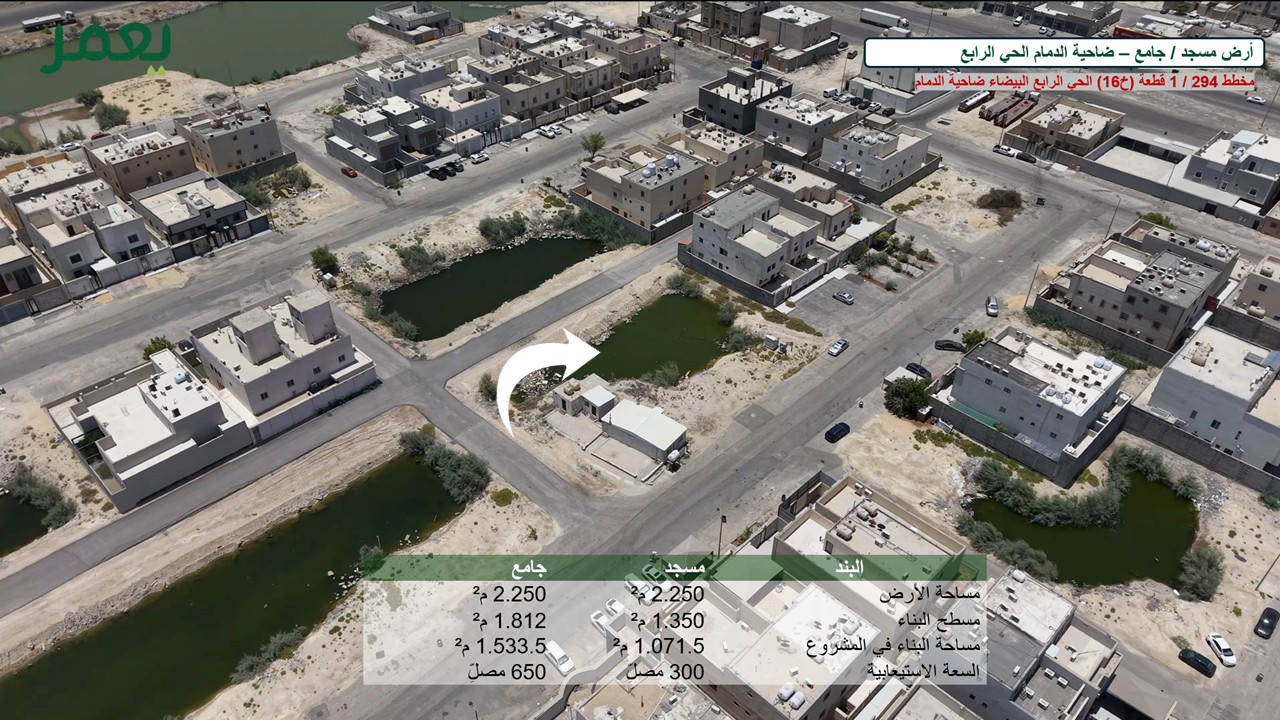 يعمر
أرض مسجد / جامع – ضاحية الدمام الحي الرابع
مخطط 294 / 1 قطعة (خ16) الحي الرابع البيضاء ضاحية الدمام
البند مسجد جامع
مساحة الأرض 2.250 م² 2.250 م²
مسطح البناء 1.350 م² 1.812 م²
مساحة البناء في المشروع 1.071.5 م² 1.533.5 م²
السعة الاستيعابية 300 مصلّ 650 مصلّ